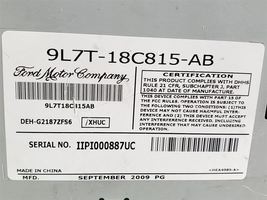 9L7T-18C815-AB
Ford Motor Company
9L7T18C815AB
DEH-G2187ZFS6 /XHUC
SERIAL NO. IIPI000887UC
MADE IN CHINA
MFD. SEPTEMBER 2009 PG
CERTIFICATION
THIS PRODUCT COMPLIES WITH DHHS
RULE 21 CFR, SUBCHAPTER J, PART
1040 AT DATE OF MANUFACTURE.
THIS DEVICE COMPLIES WITH PART 15 OF
THE FCC RULES. OPERATION IS SUBJECT TO THE
FOLLOWING TWO CONDITIONS:
(1) THIS DEVICE MAY NOT CAUSE HARMFUL
INTERFERENCE, AND
(2) THIS DEVICE MUST ACCEPT ANY
INTERFERENCE RECEIVED, INCLUDING
INTERFERENCE THAT MAY CAUSE UNDESIRED
OPERATION.